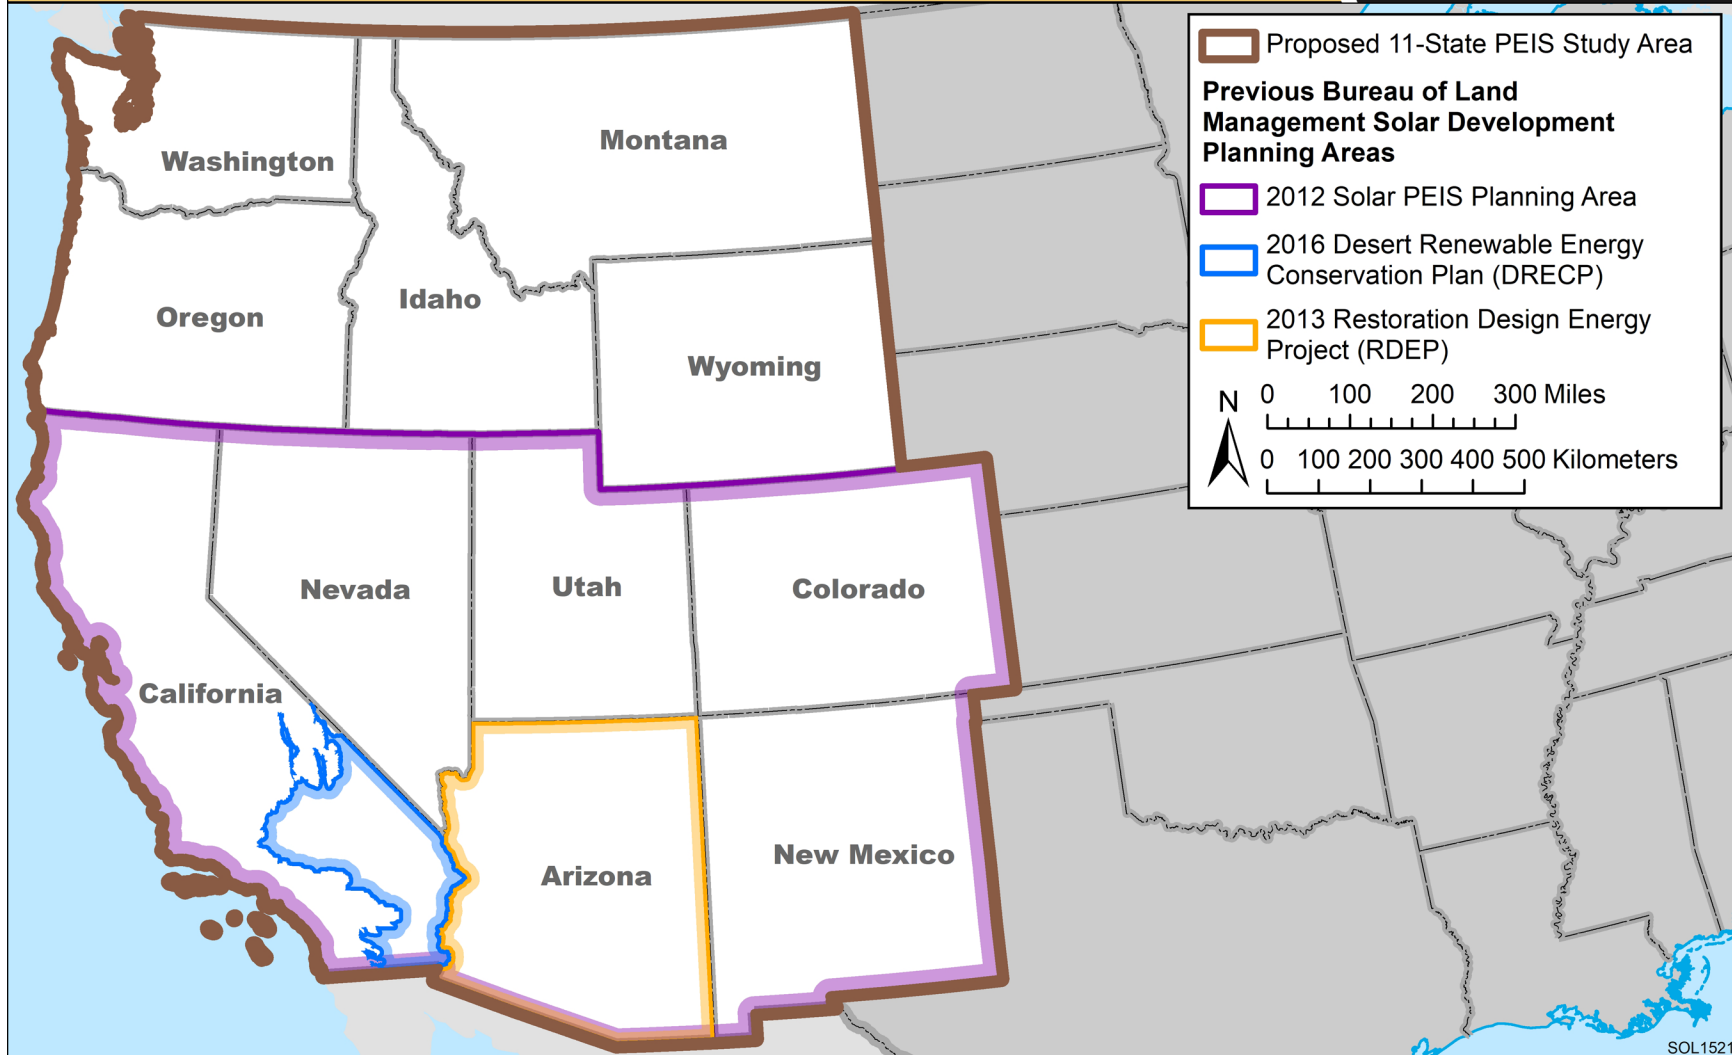 Proposed 11-State PEIS Study Area
Previous Bureau of Land
Management Solar Development
Planning Areas
2012 Solar PEIS Planning Area
2016 Desert Renewable Energy
Conservation Plan (DRECP)
2013 Restoration Design Energy
Project (RDEP)
N
0 100 200 300 Miles
0 100 200 300 400 500 Kilometers
Washington
Montana
Oregon
Idaho
Wyoming
Nevada
Utah
Colorado
California
Arizona
New Mexico
SOL1521